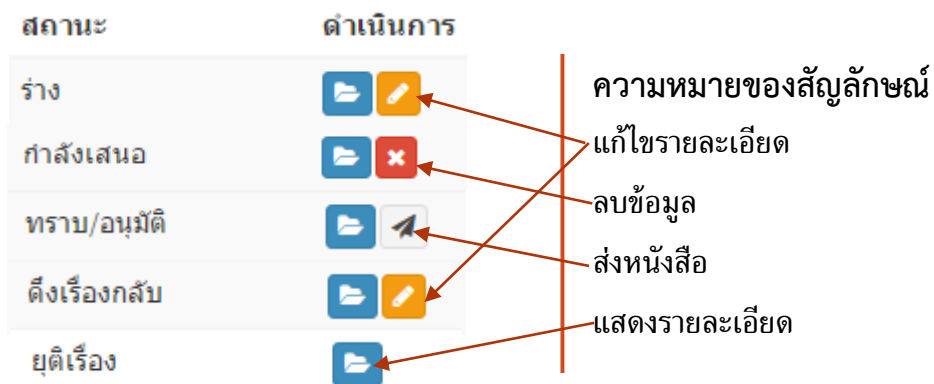 สถานะ ดำเนินการ
ร่าง
กำลังเสนอ
ทราบ/อนุมัติ
ดึงเรื่องกลับ
ยุติเรื่อง
ความหมายของสัญลักษณ์
แก้ไขรายละเอียด
ลบข้อมูล
ส่งหนังสือ
แสดงรายละเอียด